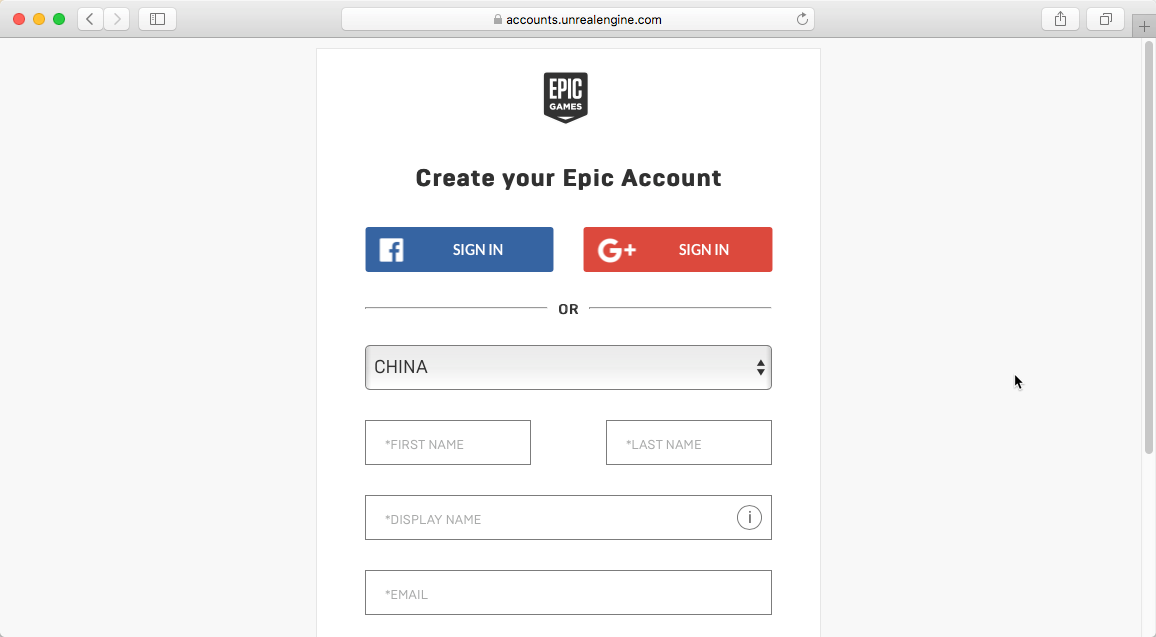 accounts.unrealengine.com
EPIC
GAMES
Create your Epic Account
SIGN IN
G+ SIGN IN
OR
CHINA
*FIRST NAME
*LAST NAME
*DISPLAY NAME
i
*EMAIL